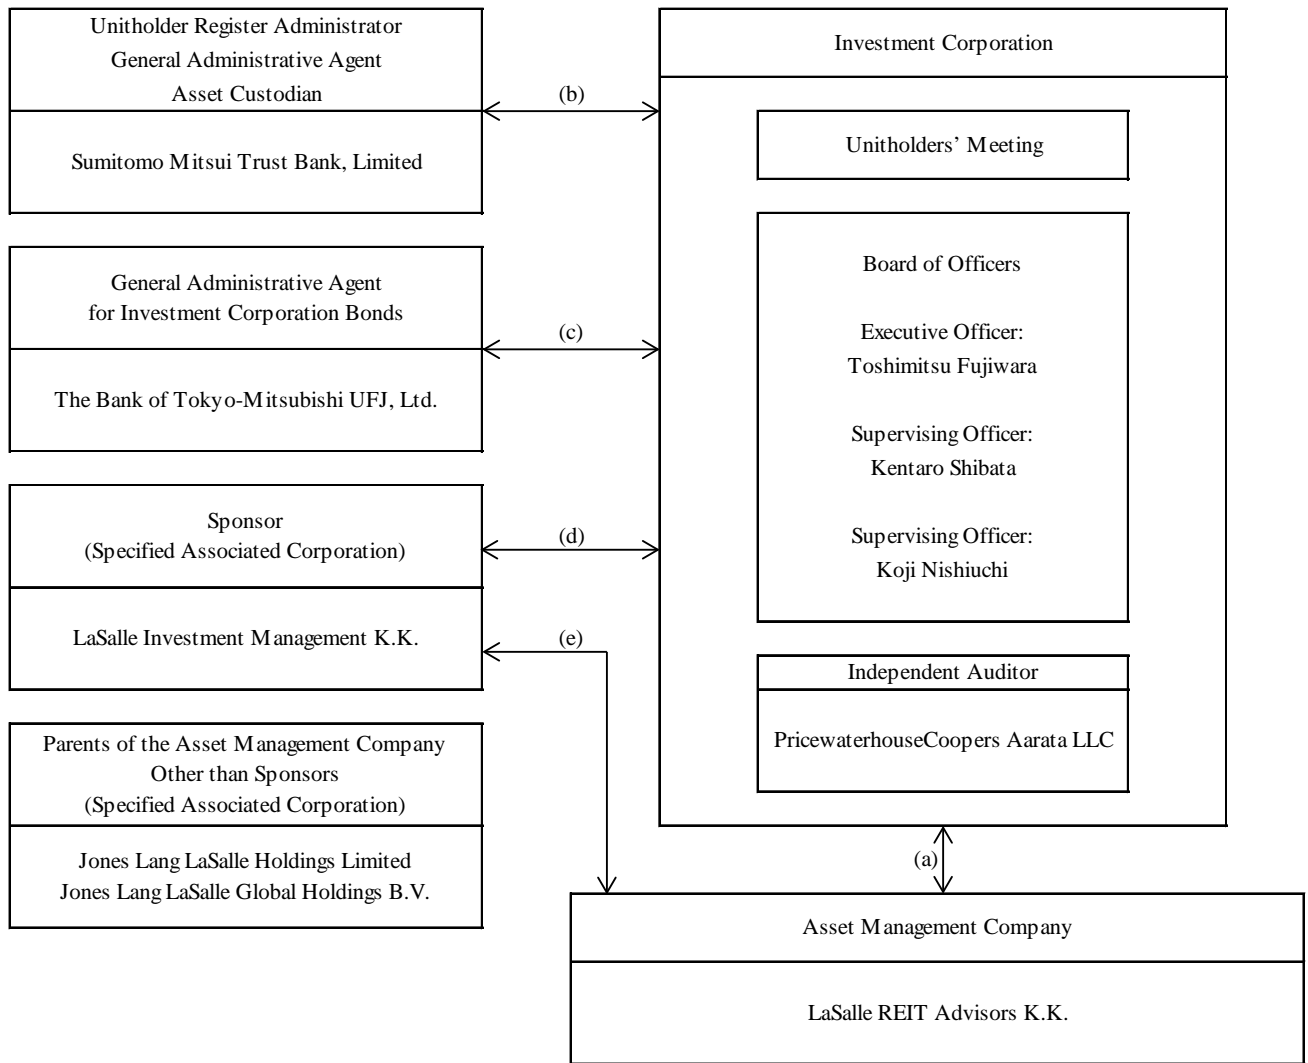 Unitholder Register Administrator
General Administrative Agent
Asset Custodian
Sumitomo Mitsui Trust Bank, Limited
(b)
General Administrative Agent
for Investment Corporation Bonds
The Bank of Tokyo-Mitsubishi UFJ, Ltd.
(c)
Sponsor
(Specified Associated Corporation)
LaSalle Investment Management K.K.
(d)
(e)
Parents of the Asset Management Company
Other than Sponsors
(Specified Associated Corporation)
Jones Lang LaSalle Holdings Limited
Jones Lang LaSalle Global Holdings B.V.
Investment Corporation
Unitholders’ Meeting
Board of Officers
Executive Officer:
Toshimitsu Fujiwara
Supervising Officer:
Kentaro Shibata
Supervising Officer:
Koji Nishiuchi
Independent Auditor
PricewaterhouseCoopers Aarata LLC
(a)
Asset Management Company
LaSalle REIT Advisors K.K.